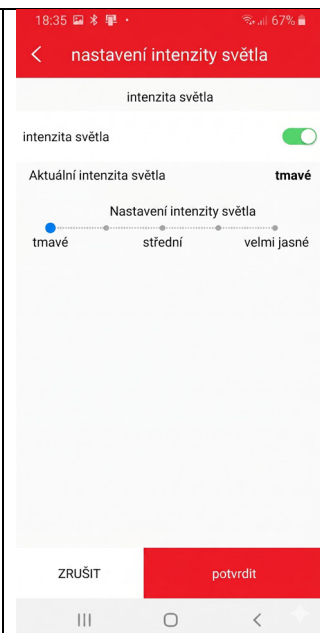 18:35 67%
nastavení intenzity světla
intenzita světla
intenzita světla
Aktuální intenzita světla tmavé
Nastavení intenzity světla
tmavé střední velmi jasné
ZRUŠIT potvrdit